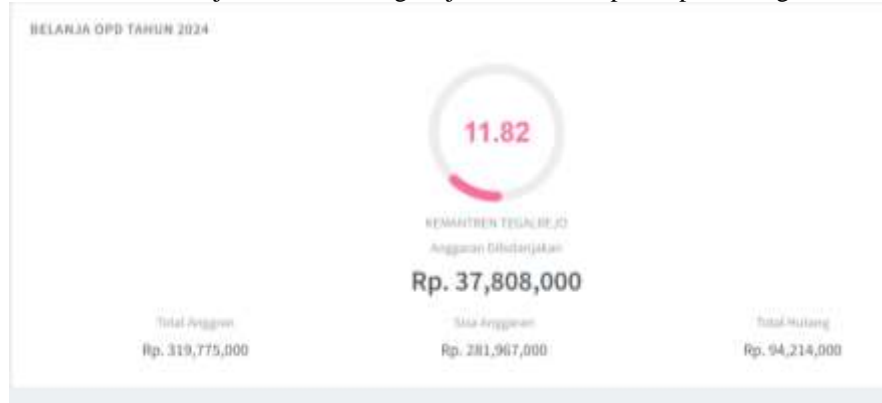 BELANJA OPD TAHUN 2024
11.82
KEMANTREN TEGALREJO
Anggaran Dibelanjakan
Rp. 37,808,000
Total Anggran Sisa Anggaran Total Hutang
Rp. 319,775,000 Rp. 281,967,000 Rp. 94,214,000